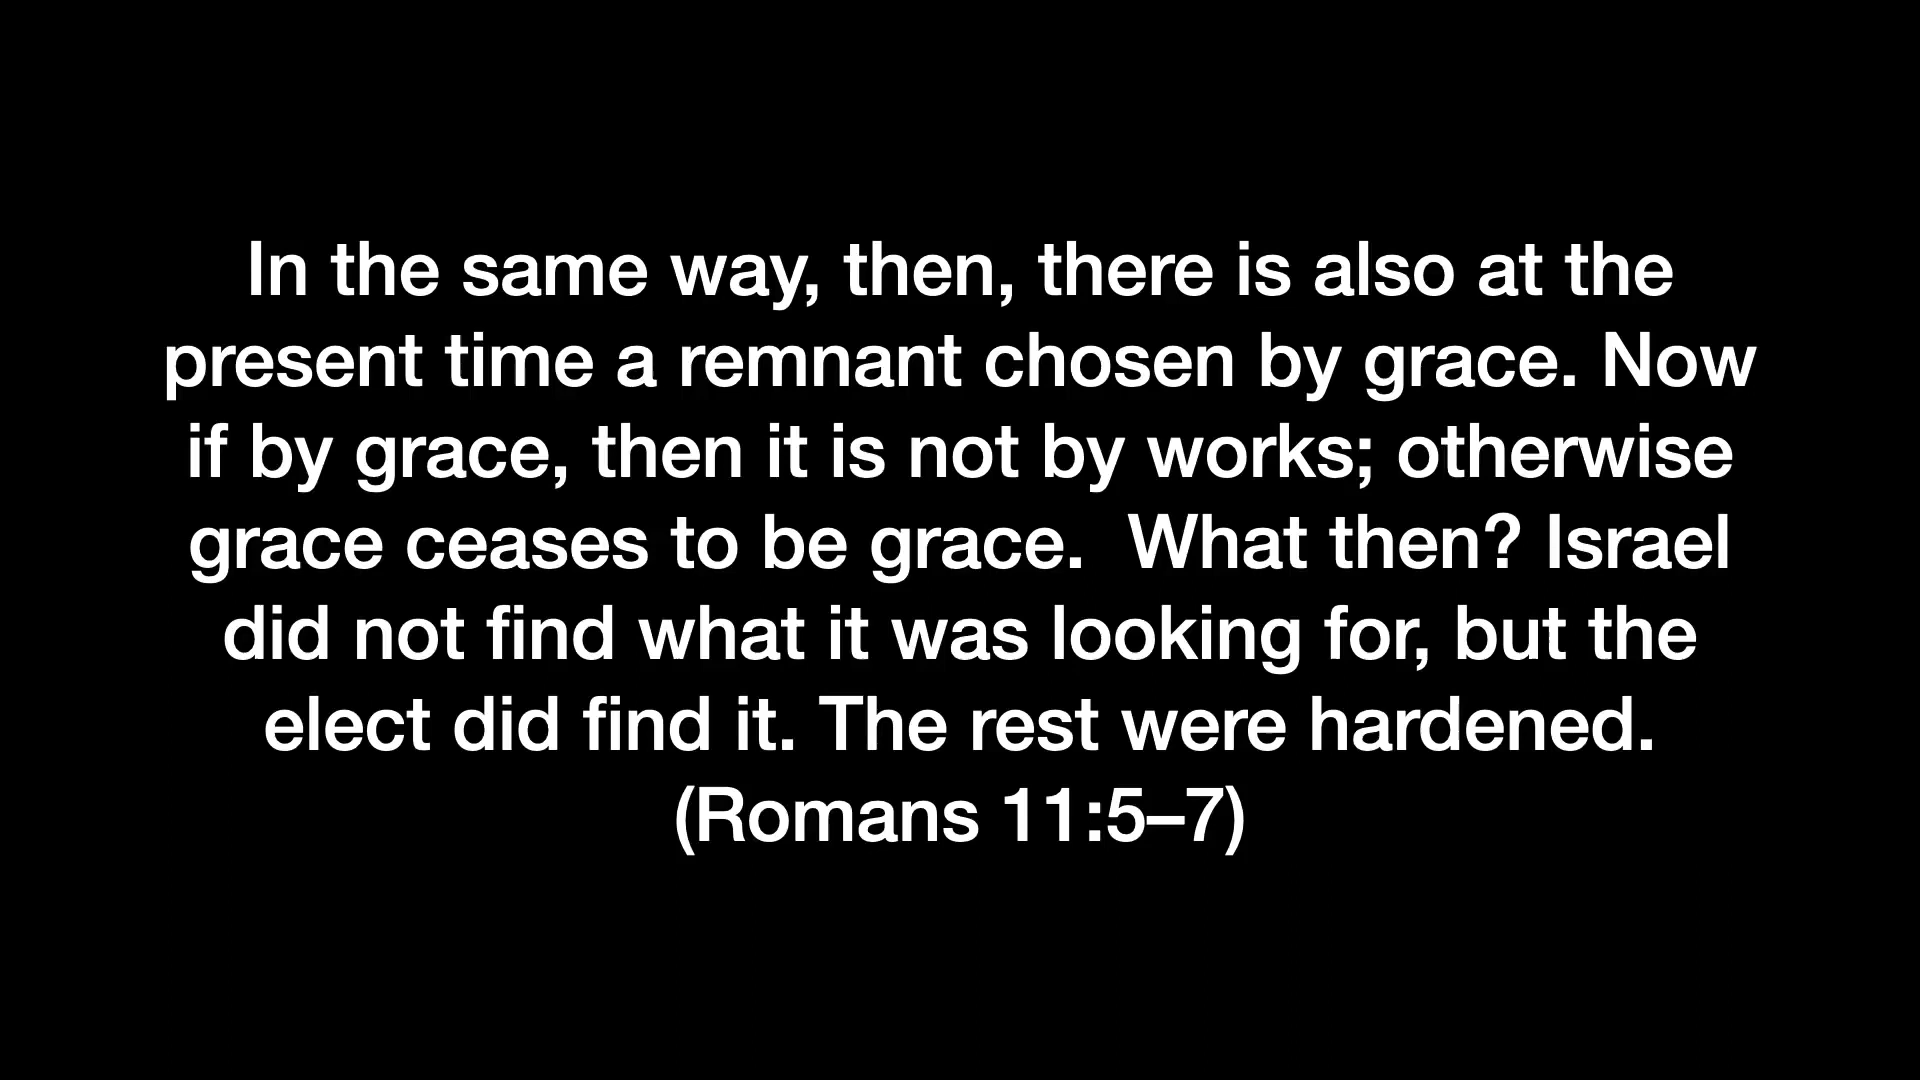 In the same way, then, there is also at the
present time a remnant chosen by grace. Now
if by grace, then it is not by works; otherwise
grace ceases to be grace.  What then? Israel
did not find what it was looking for, but the
elect did find it. The rest were hardened.
(Romans 11:5–7)